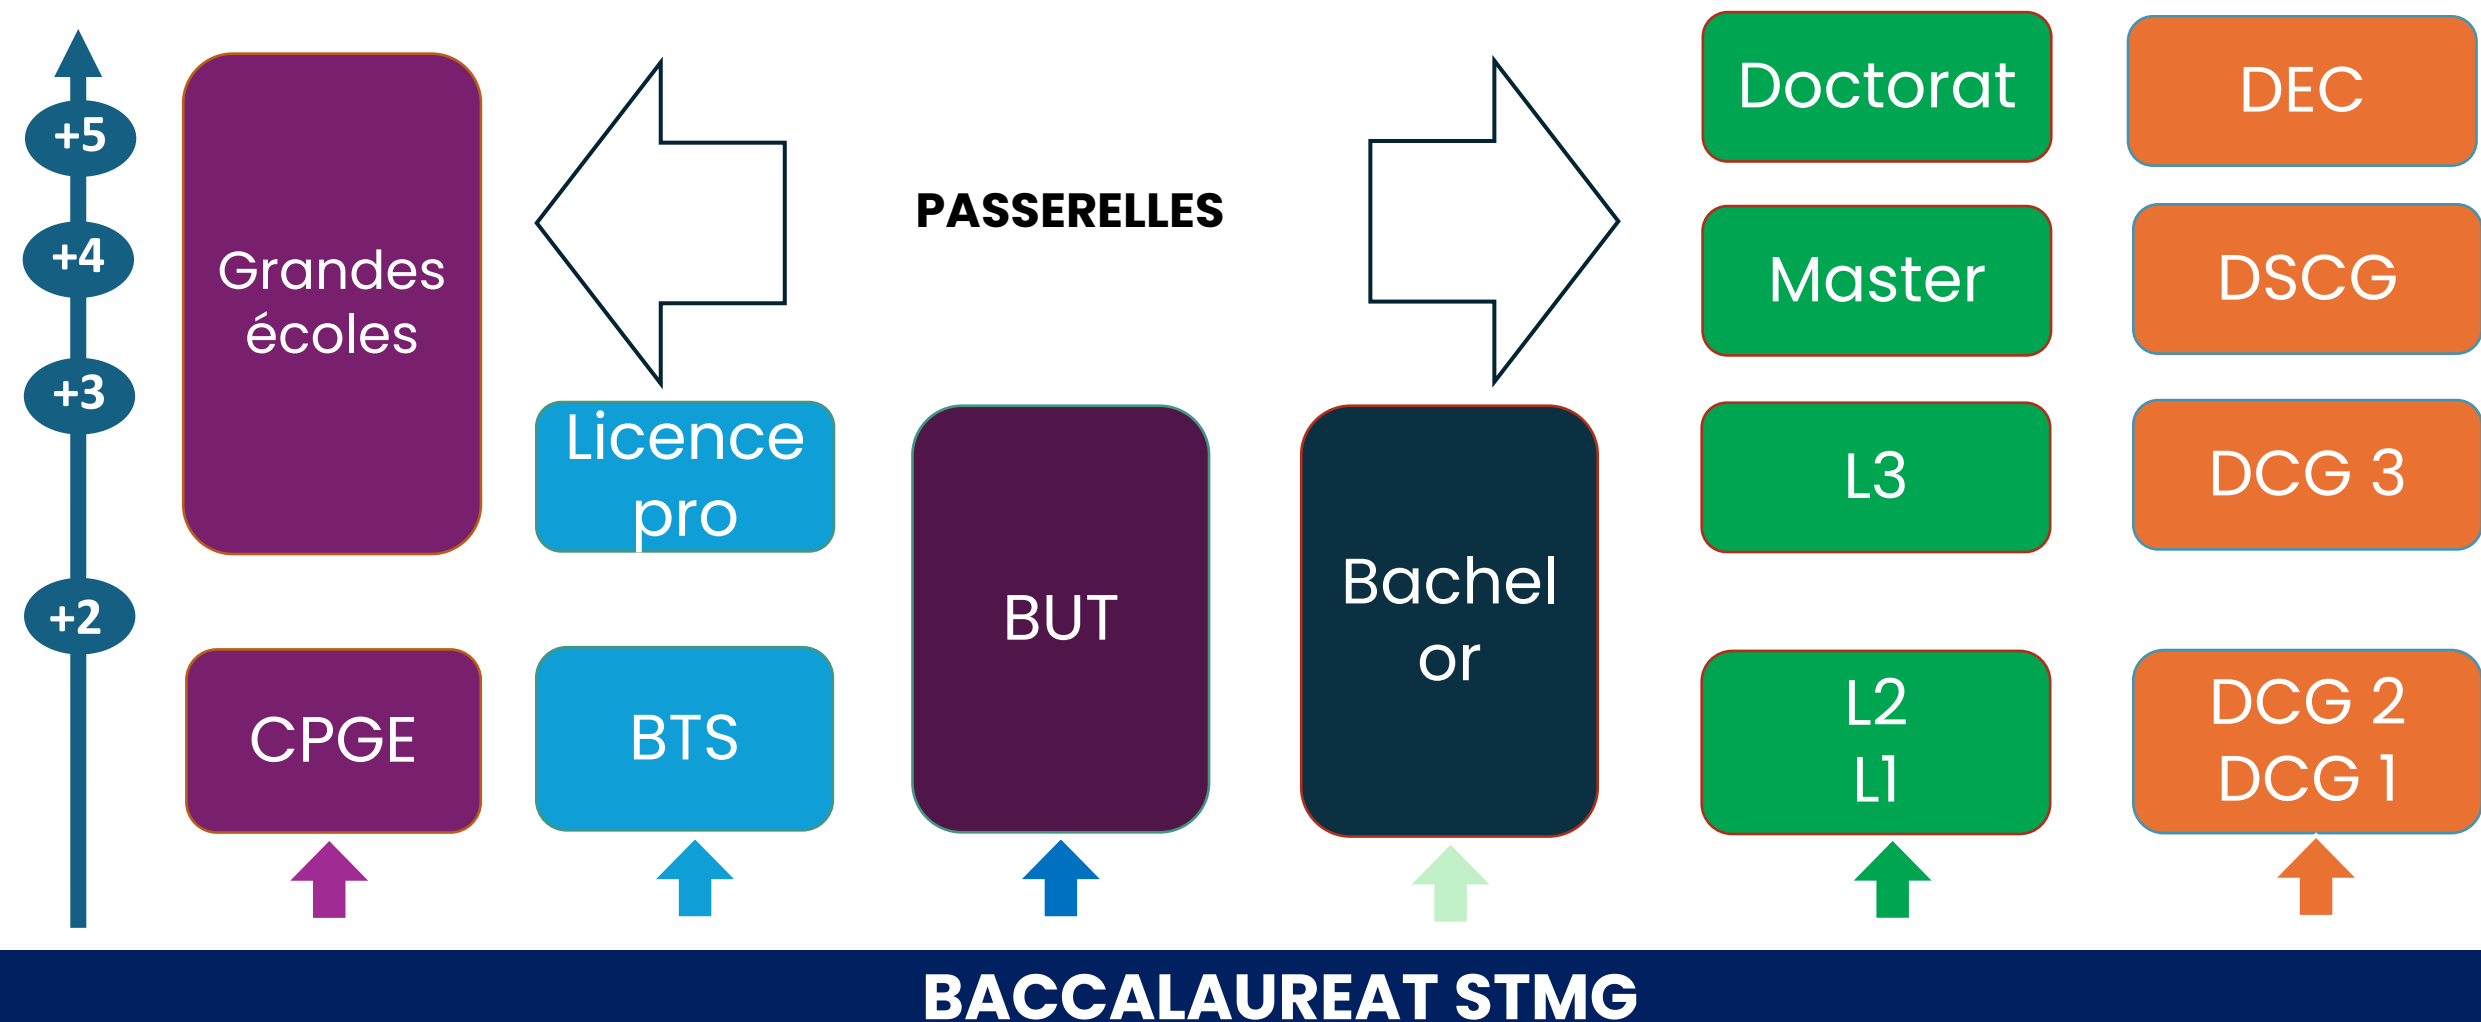 +5
+4
+3
+2
Grandes
écoles
CPGE
PASSERELLES
Licence
pro
BTS
BUT
Bachel
or
Doctorat
Master
L3
L2
L1
DEC
DSCG
DCG 3
DCG 2
DCG 1
BACCALAUREAT STMG